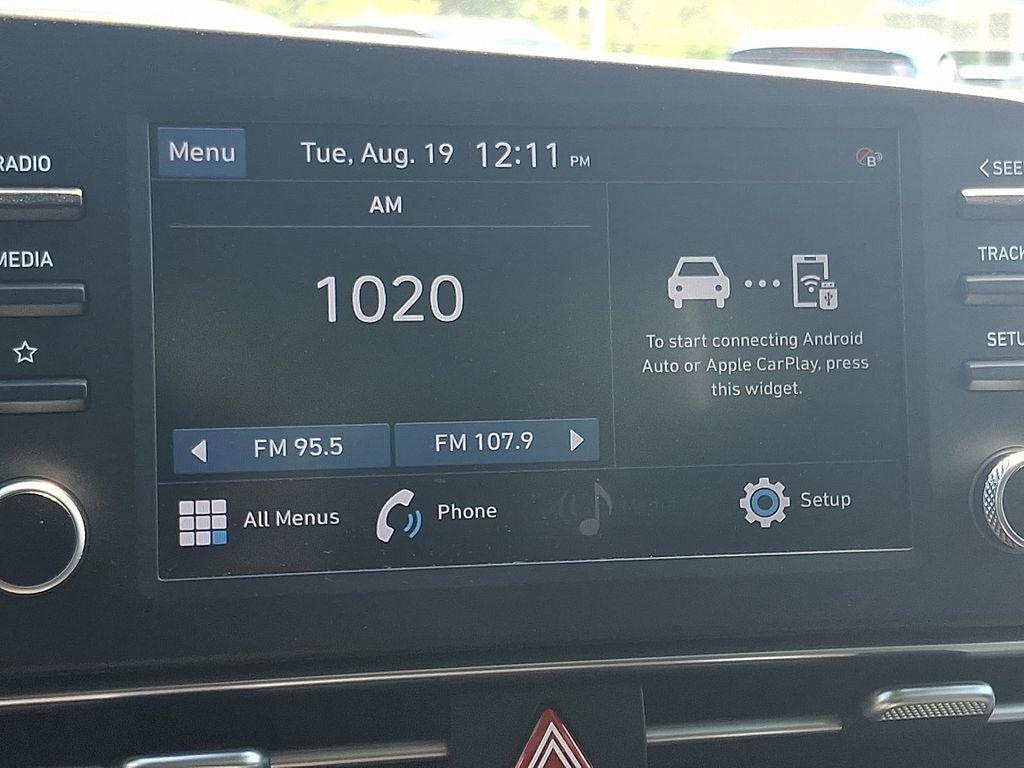 Menu Tue, Aug. 19 12:11 PM B
RADIO
< SEE
AM
MEDIA
TRACK
1020
To start connecting Android
Auto or Apple CarPlay, press
this widget.
SETU
FM 95.5 FM 107.9
All Menus Phone Setup